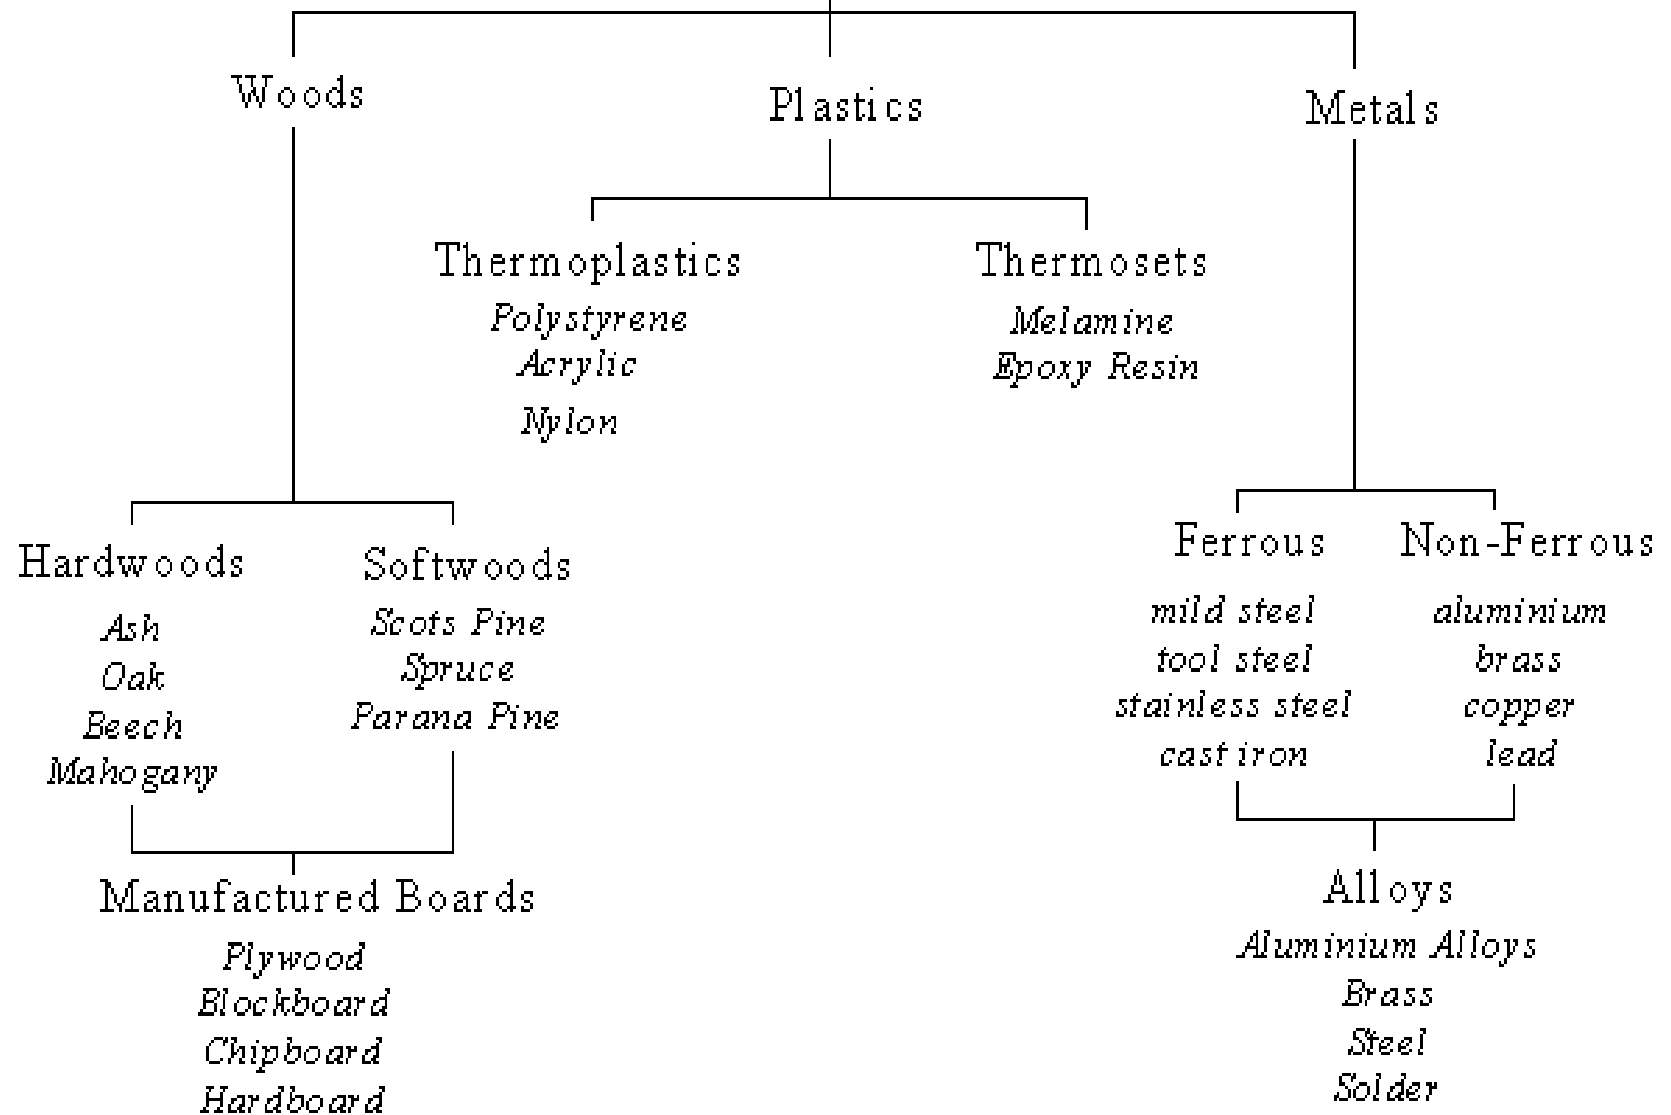 Woods
Plastics
Metals
Thermoplastics
Polystyrene
Acrylic
Nylon
Thermosets
Melamine
Epoxy Resin
Hardwoods
Ash
Oak
Beech
Mahogany
Softwoods
Scots Pine
Spruce
Parana Pine
Manufactured Boards
Plywood
Blockboard
Chipboard
Hardboard
Ferrous
mild steel
tool steel
stainless steel
cast iron
Non-Ferrous
aluminium
brass
copper
lead
Alloys
Aluminium Alloys
Brass
Steel
Solder